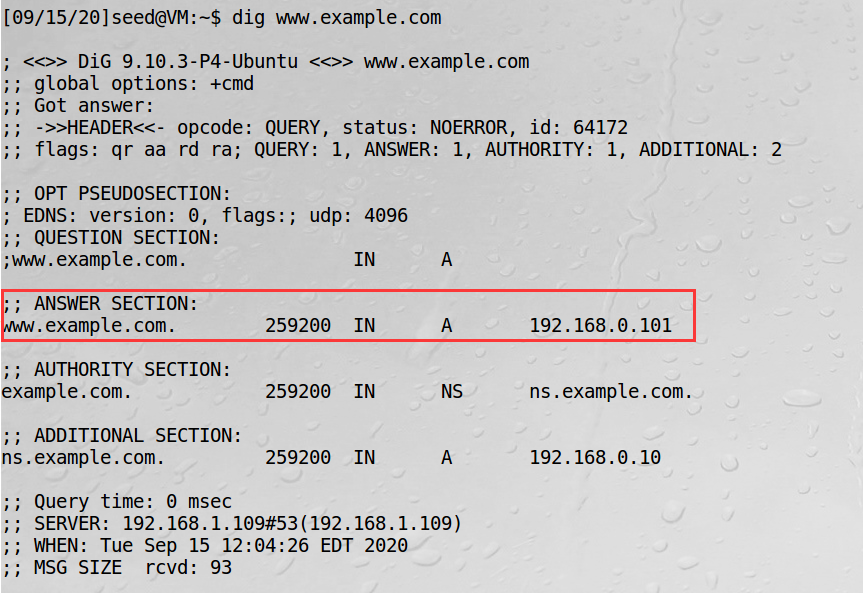 [09/15/20]seed@VM:~$ dig www.example.com
; <<>> DiG 9.10.3-P4-Ubuntu <<>> www.example.com
;; global options: +cmd
;; Got answer:
;; ->>HEADER<<- opcode: QUERY, status: NOERROR, id: 64172
;; flags: qr aa rd ra; QUERY: 1, ANSWER: 1, AUTHORITY: 1, ADDITIONAL: 2
;; OPT PSEUDOSECTION:
; EDNS: version: 0, flags:; udp: 4096
;; QUESTION SECTION:
;www.example.com. IN A
;; ANSWER SECTION:
www.example.com. 259200 IN A 192.168.0.101
;; AUTHORITY SECTION:
example.com. 259200 IN NS ns.example.com.
;; ADDITIONAL SECTION:
ns.example.com. 259200 IN A 192.168.0.10
;; Query time: 0 msec
;; SERVER: 192.168.1.109#53(192.168.1.109)
;; WHEN: Tue Sep 15 12:04:26 EDT 2020
;; MSG SIZE rcvd: 93